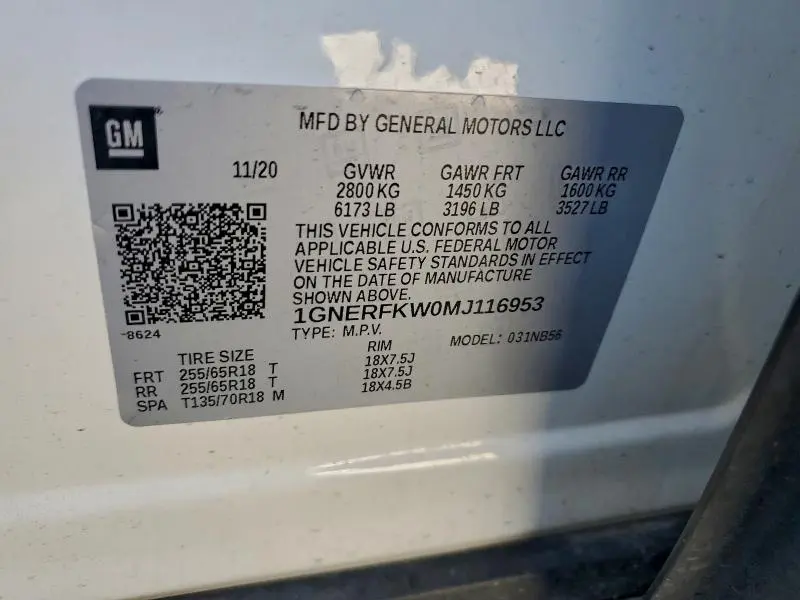 GM
MFD BY GENERAL MOTORS LLC
11/20 GVWR GAWR FRT GAWR RR
2800 KG 1450 KG 1600 KG
6173 LB 3196 LB 3527 LB
THIS VEHICLE CONFORMS TO ALL
APPLICABLE U.S. FEDERAL MOTOR
VEHICLE SAFETY STANDARDS IN EFFECT
ON THE DATE OF MANUFACTURE
SHOWN ABOVE.
1GNERFKW0MJ116953
-8624
TYPE: M.P.V. MODEL: 031NB56
TIRE SIZE RIM
FRT 255/65R18 T 18X7.5J
RR 255/65R18 T 18X7.5J
SPA T135/70R18 M 18X4.5B